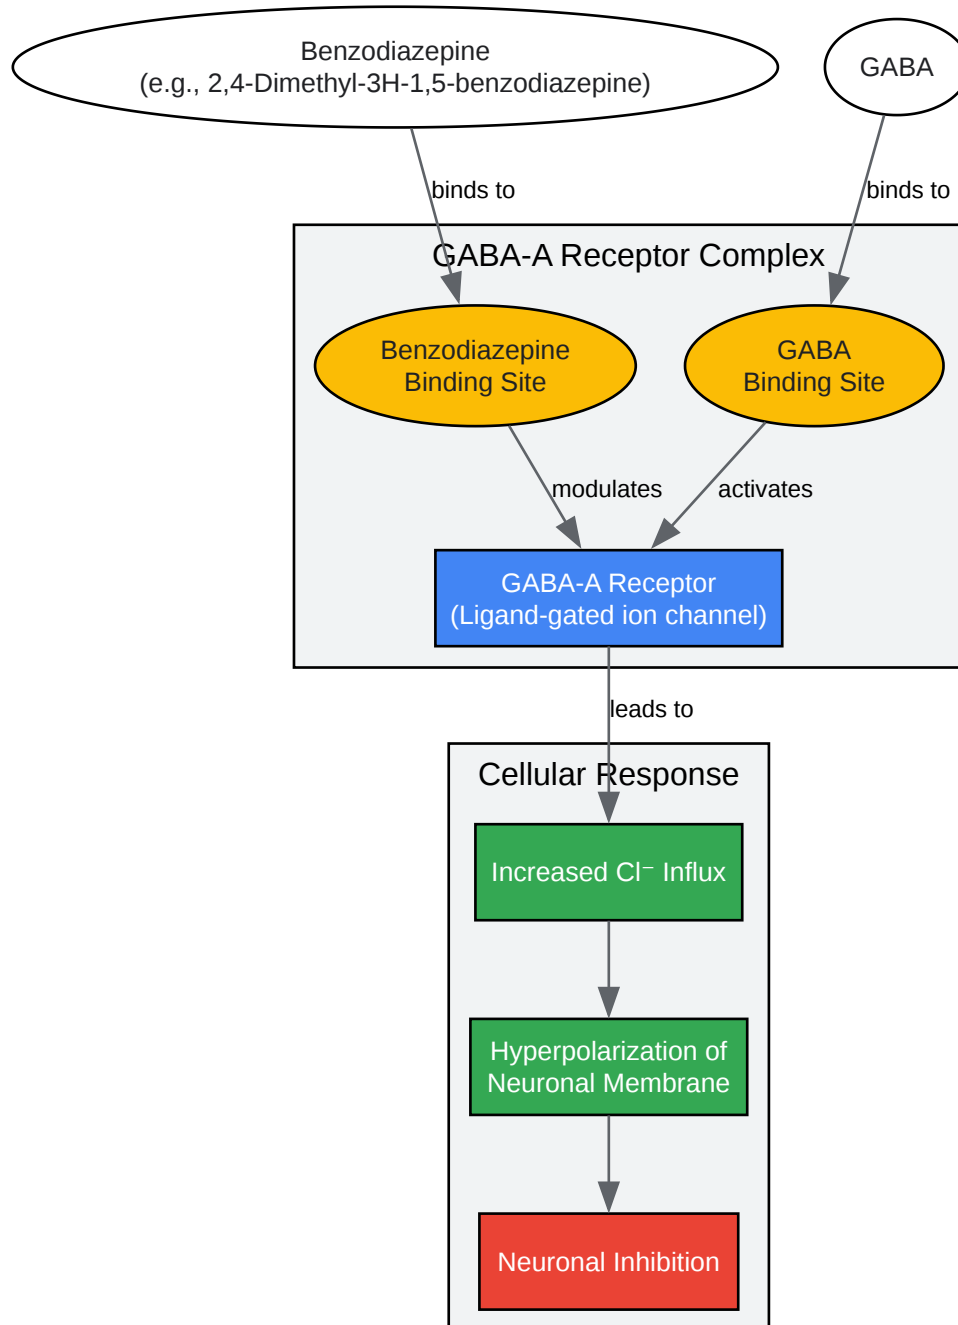 Benzodiazepine
(e.g., 2,4-Dimethyl-3H-1,5-benzodiazepine)
GABA
binds to
binds to
GABA-A Receptor Complex
Benzodiazepine
Binding Site
GABA
Binding Site
modulates
activates
GABA-A Receptor
(Ligand-gated ion channel)
leads to
Cellular Response
Increased Cl⁻ Influx
Hyperpolarization of
Neuronal Membrane
Neuronal Inhibition